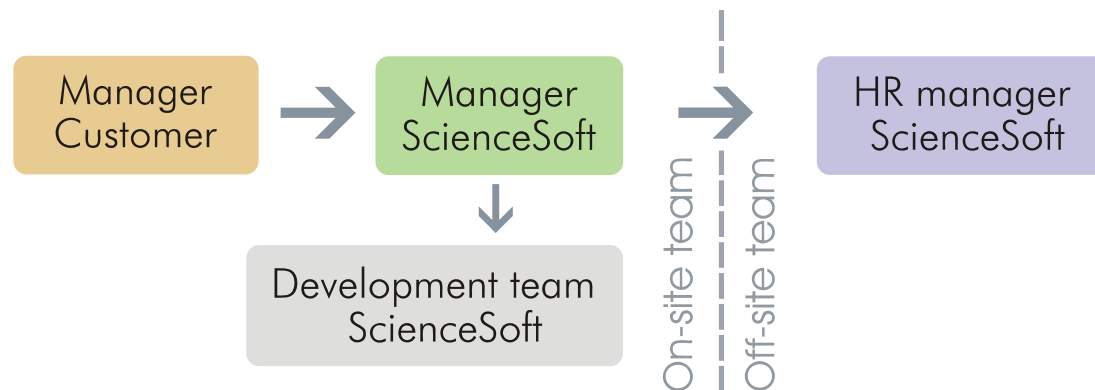 Manager
Customer
Manager
ScienceSoft
HR manager
ScienceSoft
Development team
ScienceSoft
On-site team
Off-site team